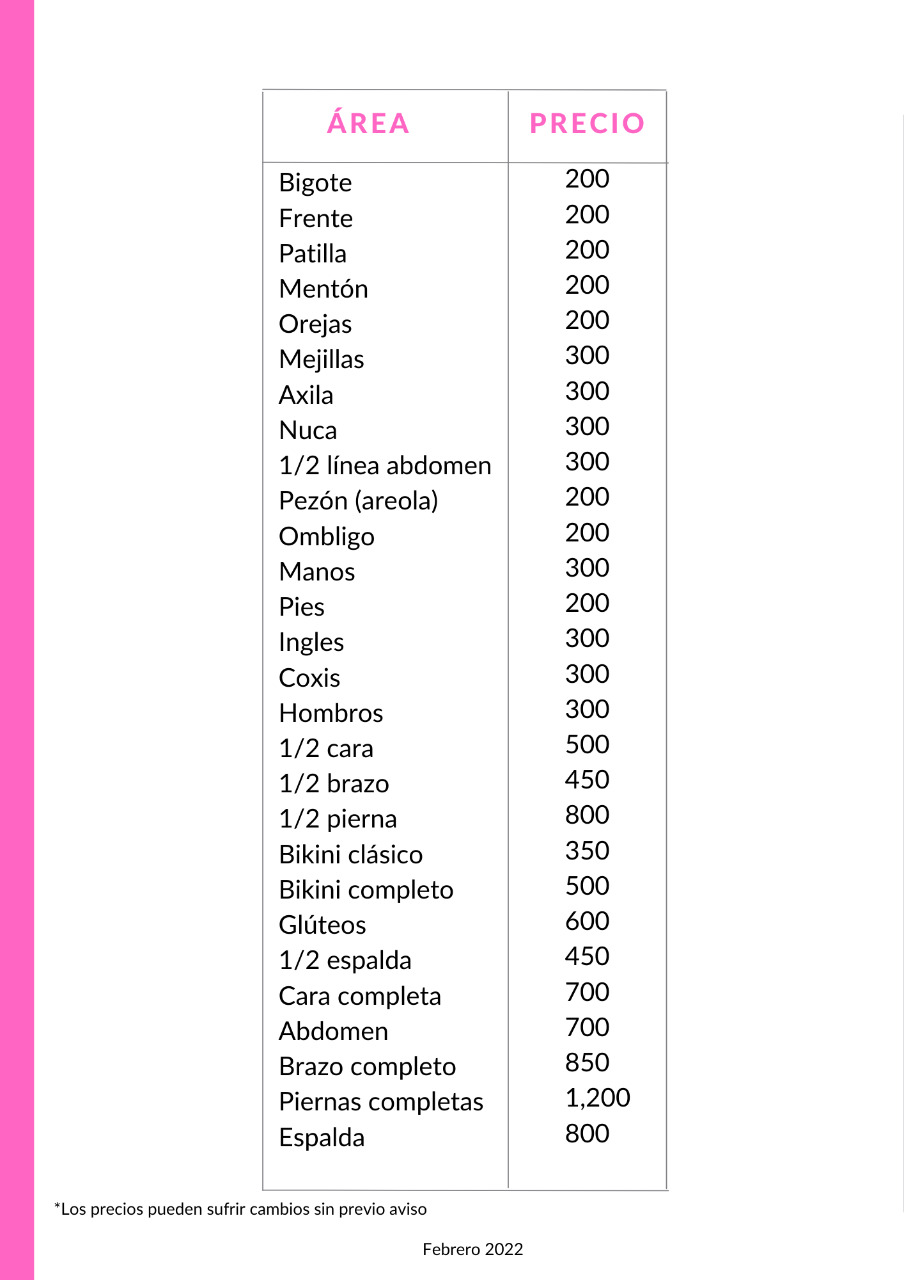 ÁREA PRECIO
Bigote 200
Frente 200
Patilla 200
Mentón 200
Orejas 200
Mejillas 300
Axila 300
Nuca 300
1/2 línea abdomen 300
Pezón (areola) 200
Ombligo 200
Manos 300
Pies 200
Ingles 300
Coxis 300
Hombros 300
1/2 cara 500
1/2 brazo 450
1/2 pierna 800
Bikini clásico 350
Bikini completo 500
Glúteos 600
1/2 espalda 450
Cara completa 700
Abdomen 700
Brazo completo 850
Piernas completas 1,200
Espalda 800
*Los precios pueden sufrir cambios sin previo aviso
Febrero 2022